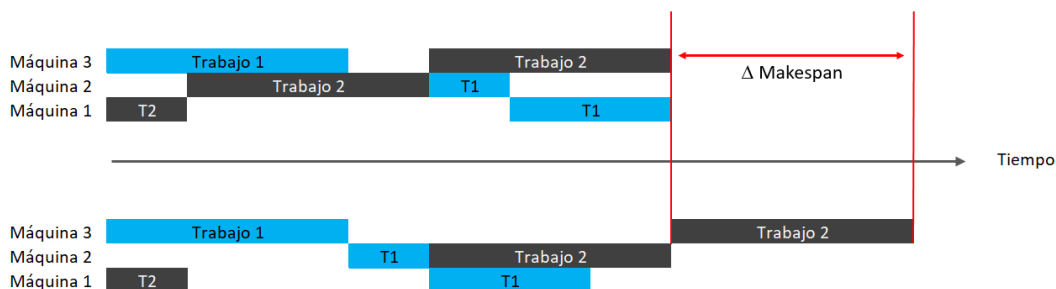 Máquina 3 Trabajo 1 Trabajo 2
Máquina 2 Trabajo 2 T1
Máquina 1 T2 T1
Δ Makespan
Tiempo
Máquina 3 Trabajo 1 Trabajo 2
Máquina 2 T1 Trabajo 2
Máquina 1 T2 T1